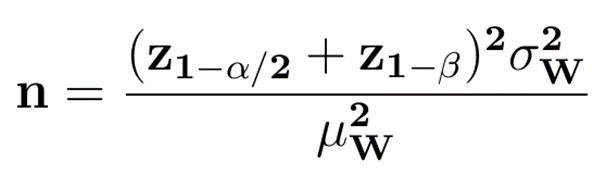 n = (z_{1−α/2} + z_{1−β})^2 σ_W^2 / μ_W^2